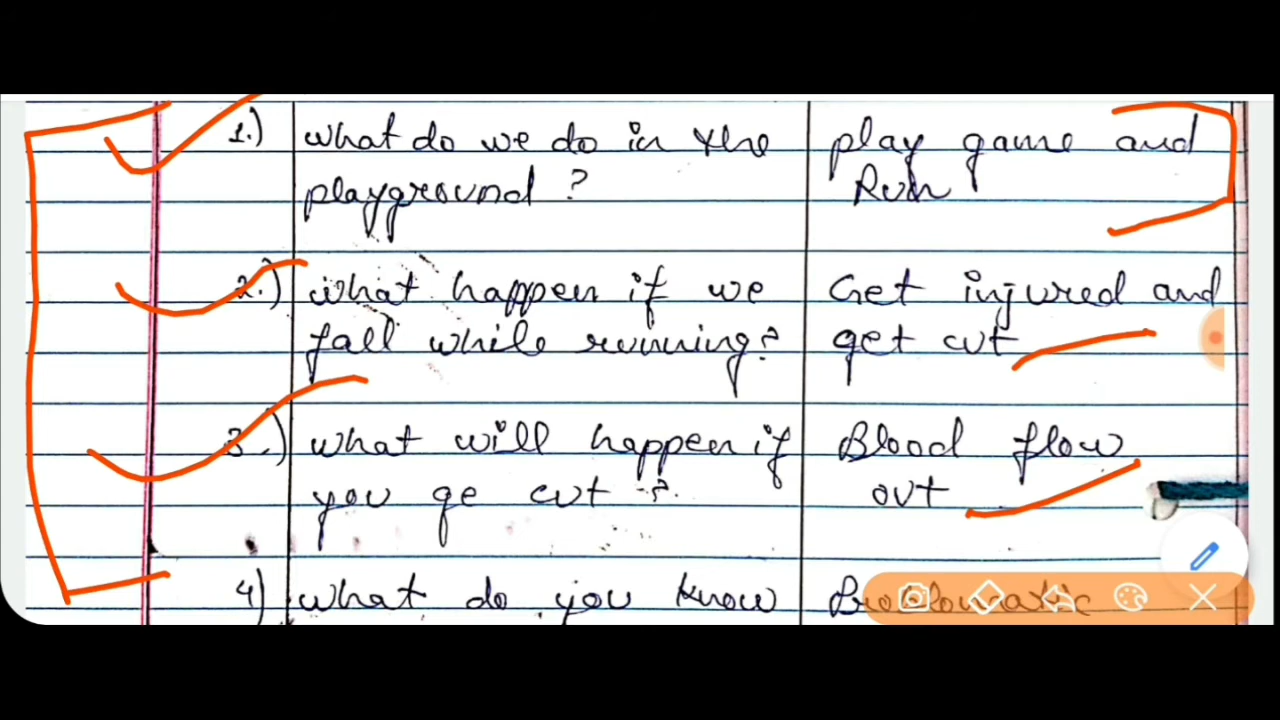 1.) what do we do in the play game and
playground ? Run
2.) what happen if we Get injured and
fall while running? get cut
3.) what will happen if Blood flow
you ge cut ? out
4) what do you know